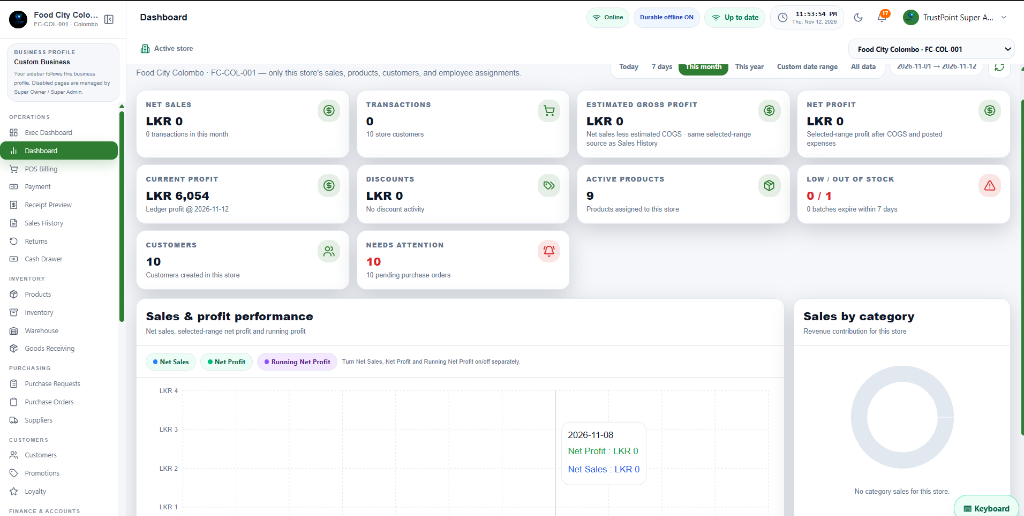 Food City Colo...
FC-COL-001 · Colombo
Dashboard
Online
Durable offline ON
Up to date
11:53:54 PM
Thu, Nov 12, 2026
17
TrustPoint Super A...
Active store
Food City Colombo · FC-COL-001
BUSINESS PROFILE
Custom Business
Your sidebar follows this business
profile. Disabled pages are managed by
Super Owner / Super Admin.
OPERATIONS
Exec Dashboard
Dashboard
POS Billing
Payment
Receipt Preview
Sales History
Returns
Cash Drawer
INVENTORY
Products
Inventory
Warehouse
Goods Receiving
PURCHASING
Purchase Requests
Purchase Orders
Suppliers
CUSTOMERS
Customers
Promotions
Loyalty
FINANCE & ACCOUNTS
Food City Colombo · FC-COL-001 — only this store's sales, products, customers, and employee assignments.
Today
7 days
This month
This year
Custom date range
All data
2026-11-01 → 2026-11-12
NET SALES
LKR 0
0 transactions in this month
TRANSACTIONS
0
10 store customers
ESTIMATED GROSS PROFIT
LKR 0
Net sales less estimated COGS · same selected-range
source as Sales History
NET PROFIT
LKR 0
Selected-range profit after COGS and posted
expenses
CURRENT PROFIT
LKR 6,054
Ledger profit @ 2026-11-12
DISCOUNTS
LKR 0
No discount activity
ACTIVE PRODUCTS
9
Products assigned to this store
LOW / OUT OF STOCK
0 / 1
0 batches expire within 7 days
CUSTOMERS
10
Customers created in this store
NEEDS ATTENTION
10
10 pending purchase orders
Sales & profit performance
Net sales, selected-range net profit and running profit
Net Sales
Net Profit
Running Net Profit
Turn Net Sales, Net Profit and Running Net Profit on/off separately.
LKR 4
LKR 3
LKR 2
LKR 1
2026-11-08
Net Profit : LKR 0
Net Sales : LKR 0
Sales by category
Revenue contribution for this store
No category sales for this store.
Keyboard